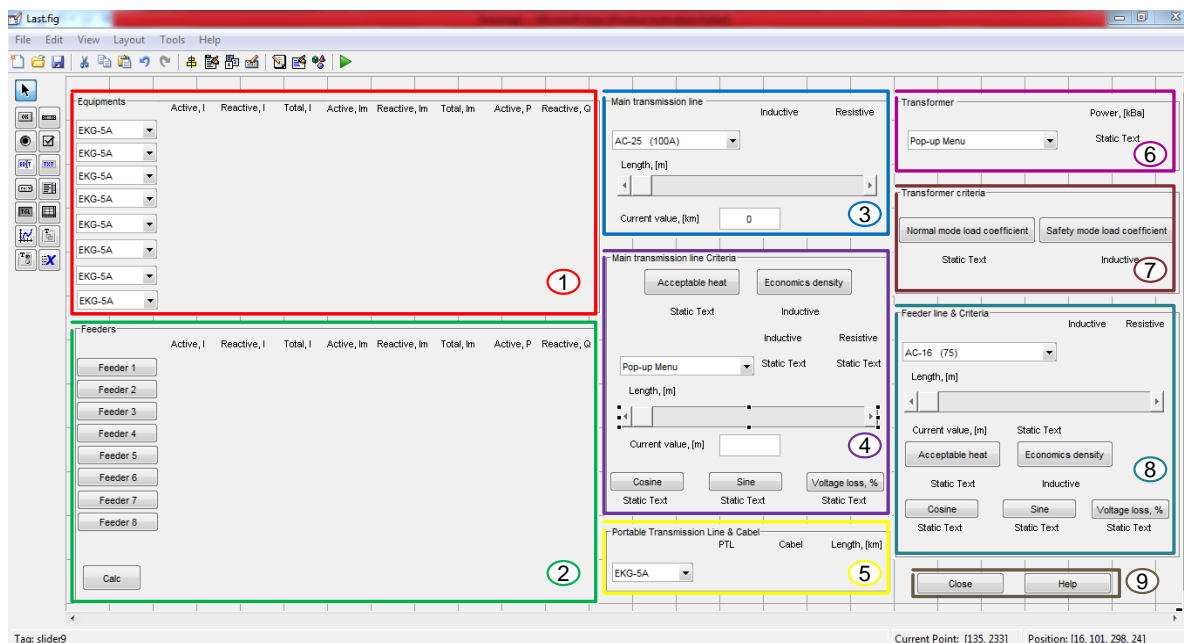 Last.fig
File Edit View Layout Tools Help
Equipments
Active, I Reactive, I Total, I Active, Im Reactive, Im Total, Im Active, P Reactive, Q
EKG-5A
EKG-5A
EKG-5A
EKG-5A
EKG-5A
EKG-5A
EKG-5A
EKG-5A
1
Feeders
Active, I Reactive, I Total, I Active, Im Reactive, Im Total, Im Active, P Reactive, Q
Feeder 1
Feeder 2
Feeder 3
Feeder 4
Feeder 5
Feeder 6
Feeder 7
Feeder 8
Calc
2
Main transmission line
Inductive Resistive
AC-25 (100A)
Length, [m]
Current value, [km] 0
3
Main transmission line Criteria
Acceptable heat Economics density
Static Text Inductive
Inductive Resistive
Pop-up Menu Static Text Static Text
Length, [m]
Current value, [m]
4
Cosine Sine Voltage loss, %
Static Text Static Text Static Text
Portable Transmission Line & Cabel
PTL Cabel Length, [km]
EKG-5A
5
Transformer
Power, [kBa]
Pop-up Menu Static Text
6
Transformer criteria
Normal mode load coefficient Safety mode load coefficient
Static Text Inductive
7
Feeder line & Criteria
Inductive Resistive
AC-16 (75)
Length, [m]
Current value, [m] Static Text
Acceptable heat Economics density
8
Static Text Inductive
Cosine Sine Voltage loss, %
Static Text Static Text Static Text
Close Help
9
Tag: slider9 Current Point: [135, 233] Position: [16, 101, 298, 24]